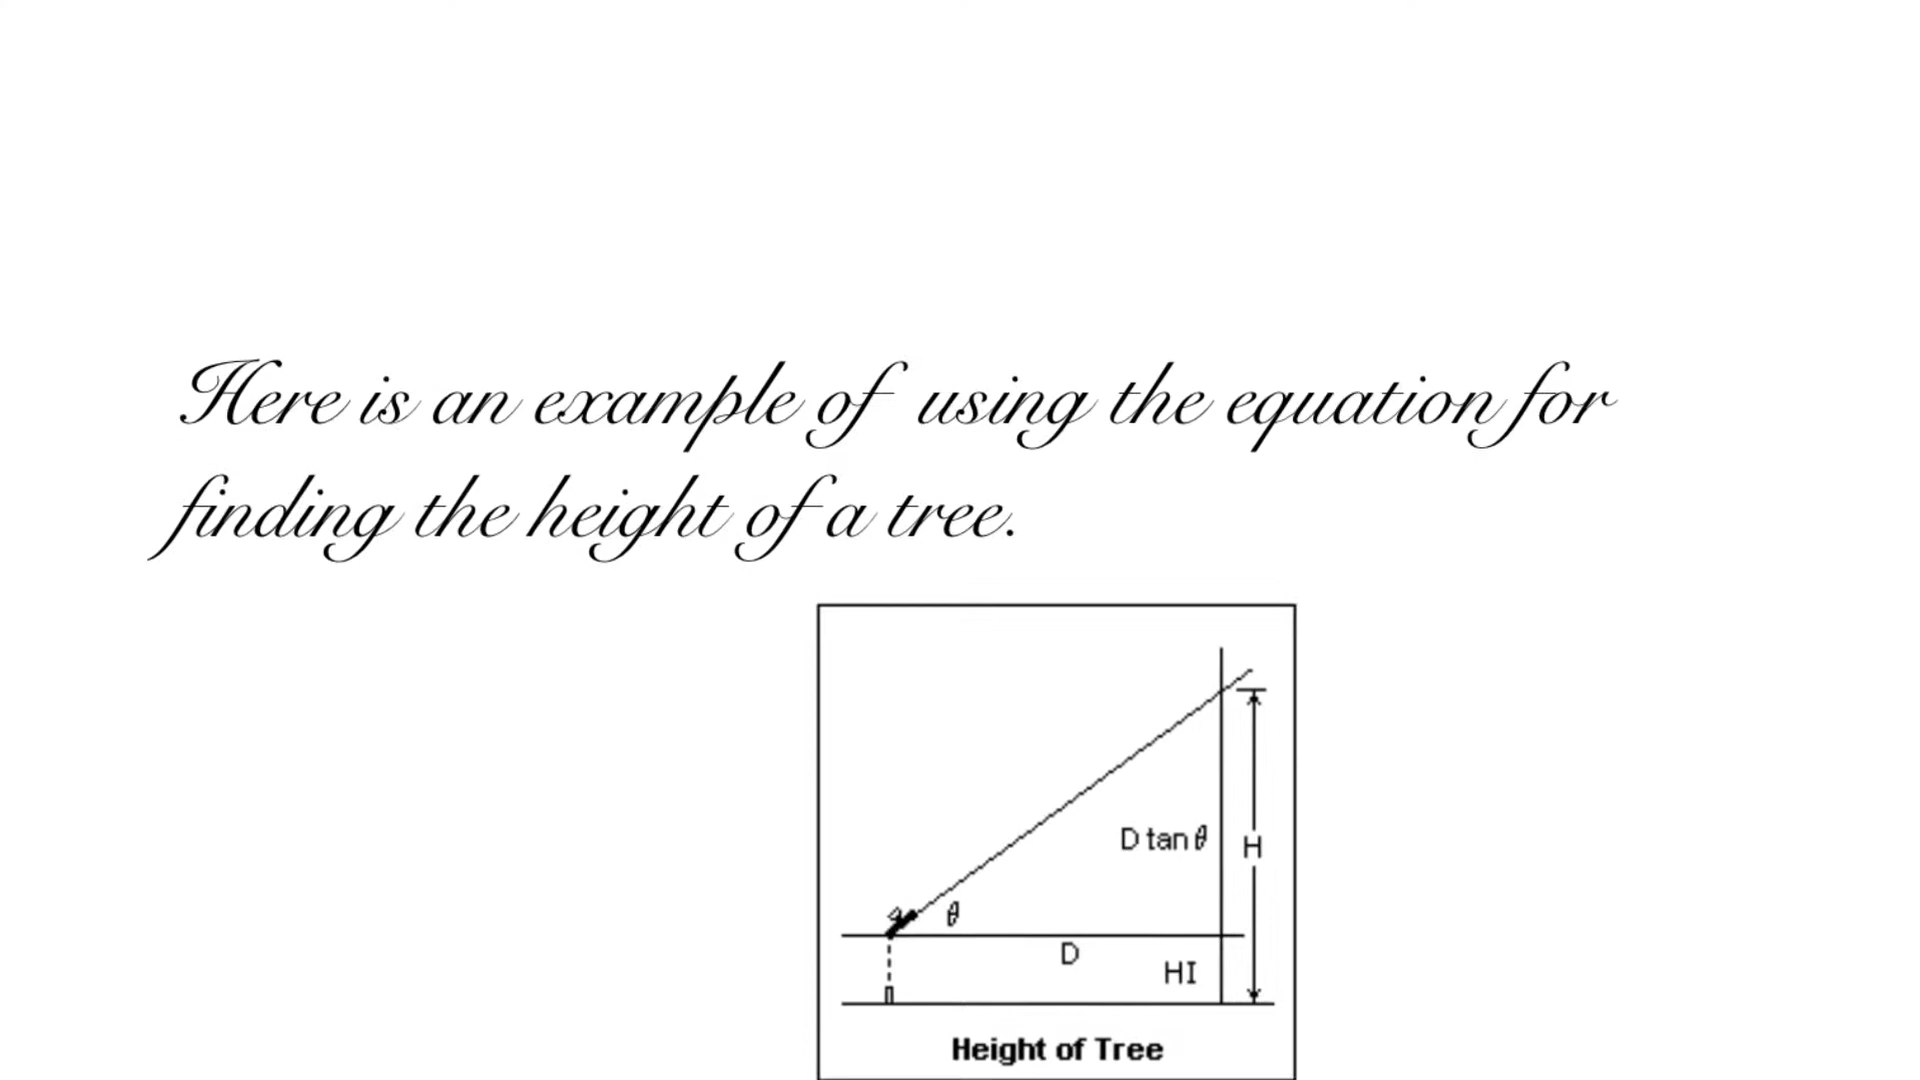 Here is an example of using the equation for
finding the height of a tree.
D tan θ
H
θ
D
HI
Height of Tree